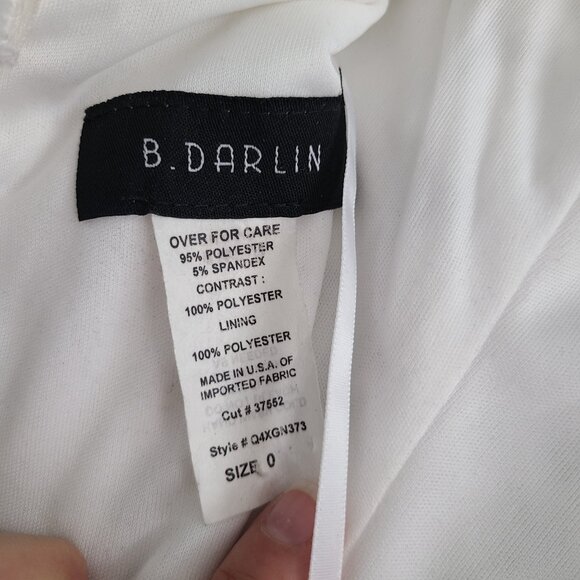 B. DARLIN
OVER FOR CARE
95% POLYESTER
5% SPANDEX
CONTRAST :
100% POLYESTER
LINING
100% POLYESTER
MADE IN U.S.A. OF
IMPORTED FABRIC
Cut # 37552
Style # Q4XGN373
SIZE 0